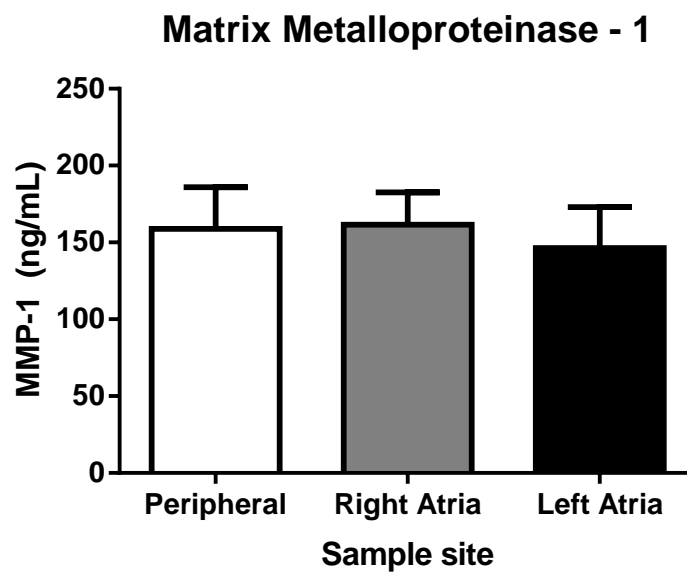 Matrix Metalloproteinase - 1
MMP-1 (ng/mL)
250
200
150
100
50
0
Peripheral Right Atria Left Atria
Sample site